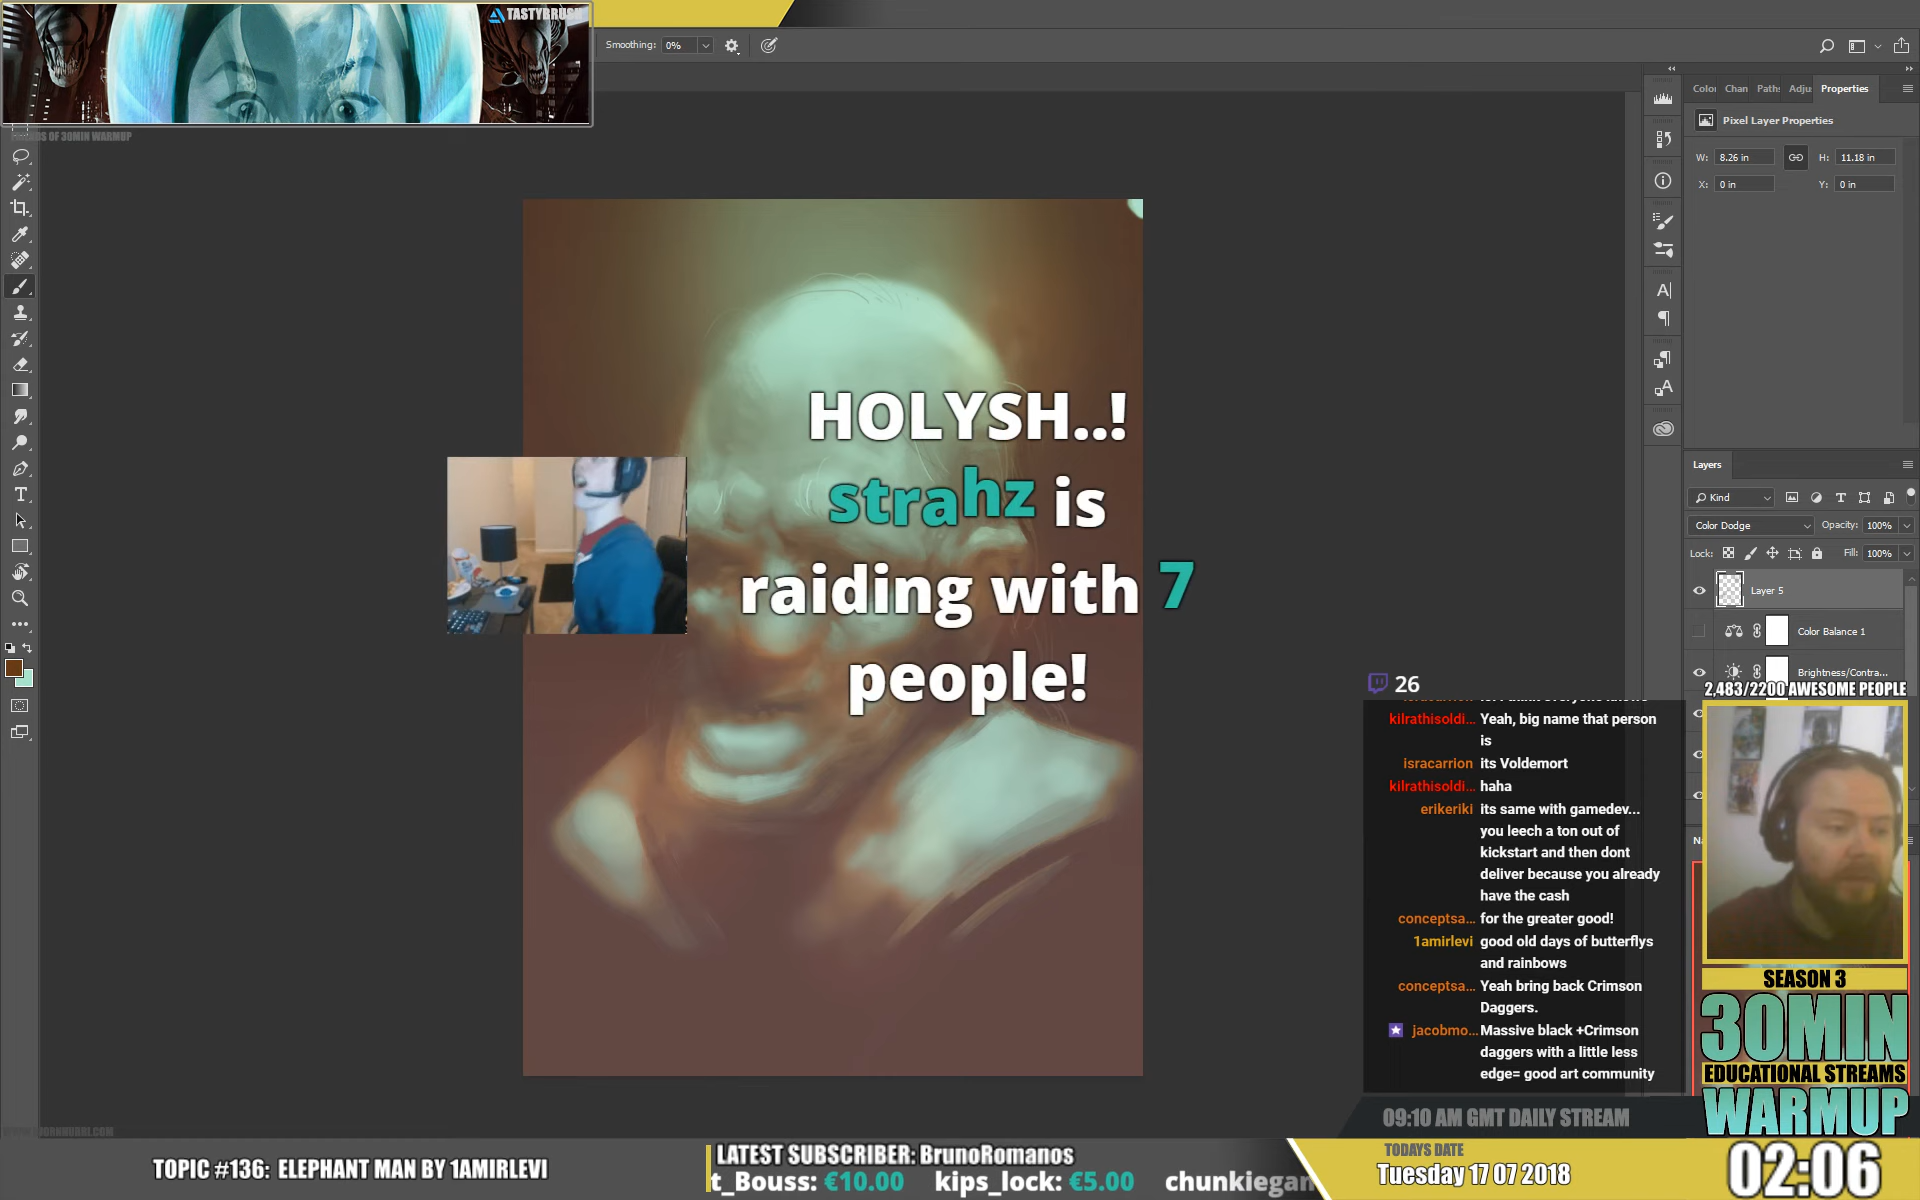 TASTYBRUSH
Smoothing: 0%
OF 30MIN WARMUP
Properties
Pixel Layer Properties
W: 8.26 in
H: 11.18 in
X: 0 in
Y: 0 in
HOLYSH..!
strahz is
raiding with 7
people!
Layers
Kind
Color Dodge
Opacity: 100%
Lock:
Fill: 100%
Layer 5
Color Balance 1
Brightness/Contra...
2,483/2200 AWESOME PEOPLE
26
kilrathisoldi... Yeah, big name that person
is
isracarrion its Voldemort
kilrathisoldi... haha
erikeriki its same with gamedev...
you leech a ton out of
kickstart and then dont
deliver because you already
have the cash
conceptsa... for the greater good!
1amirlevi good old days of butterflys
and rainbows
conceptsa... Yeah bring back Crimson
Daggers.
jacobmo... Massive black +Crimson
daggers with a little less
edge= good art community
SEASON 3
30MIN
EDUCATIONAL STREAMS
WARMUP
09:10 AM GMT DAILY STREAM
TOPIC #136: ELEPHANT MAN BY 1AMIRLEVI
LATEST SUBSCRIBER: BrunoRomanos
t_Bouss: €10.00 kips_lock: €5.00 chunkiegan
TODAYS DATE
Tuesday 17 07 2018
02:06